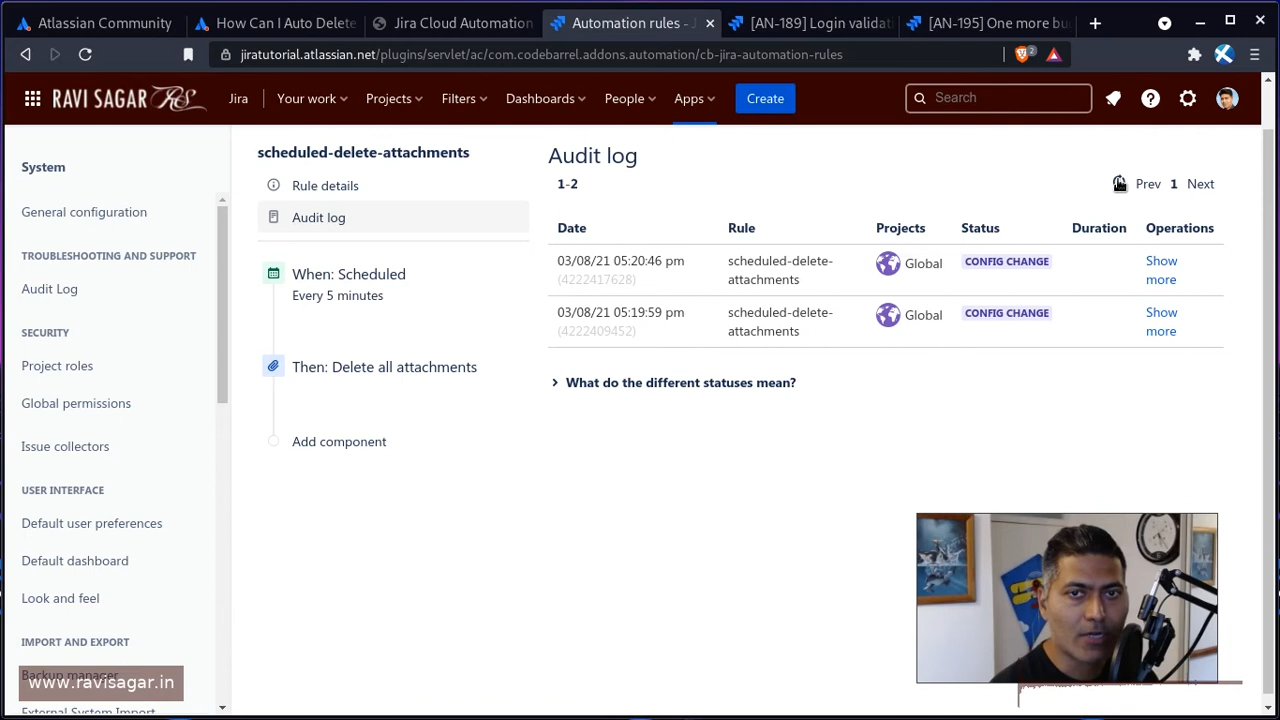 Atlassian Community
How Can I Auto Delete
Jira Cloud Automation
Automation rules - J
[AN-189] Login validat
[AN-195] One more bu
jiratutorial.atlassian.net/plugins/servlet/ac/com.codebarrel.addons.automation/cb-jira-automation-rules
2
RAVI SAGAR RS
Jira
Your work
Projects
Filters
Dashboards
People
Apps
Create
Search
System
General configuration
TROUBLESHOOTING AND SUPPORT
Audit Log
SECURITY
Project roles
Global permissions
Issue collectors
USER INTERFACE
Default user preferences
Default dashboard
Look and feel
IMPORT AND EXPORT
Backup manager
External System Import
www.ravisagar.in
scheduled-delete-attachments
Rule details
Audit log
When: Scheduled
Every 5 minutes
Then: Delete all attachments
Add component
Audit log
1-2
Prev 1 Next
Date Rule Projects Status Duration Operations
03/08/21 05:20:46 pm scheduled-delete- Global CONFIG CHANGE Show
(4222417628) attachments more
03/08/21 05:19:59 pm scheduled-delete- Global CONFIG CHANGE Show
(4222409452) attachments more
What do the different statuses mean?